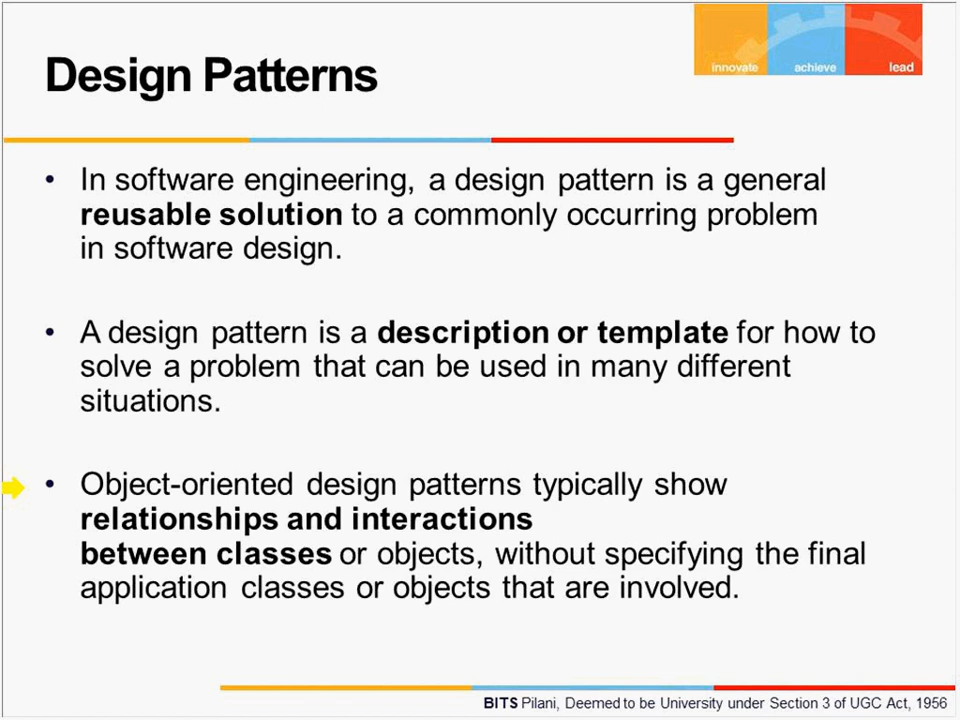 Design Patterns
innovate achieve lead
• In software engineering, a design pattern is a general
reusable solution to a commonly occurring problem
in software design.
• A design pattern is a description or template for how to
solve a problem that can be used in many different
situations.
• Object-oriented design patterns typically show
relationships and interactions
between classes or objects, without specifying the final
application classes or objects that are involved.
BITS Pilani, Deemed to be University under Section 3 of UGC Act, 1956